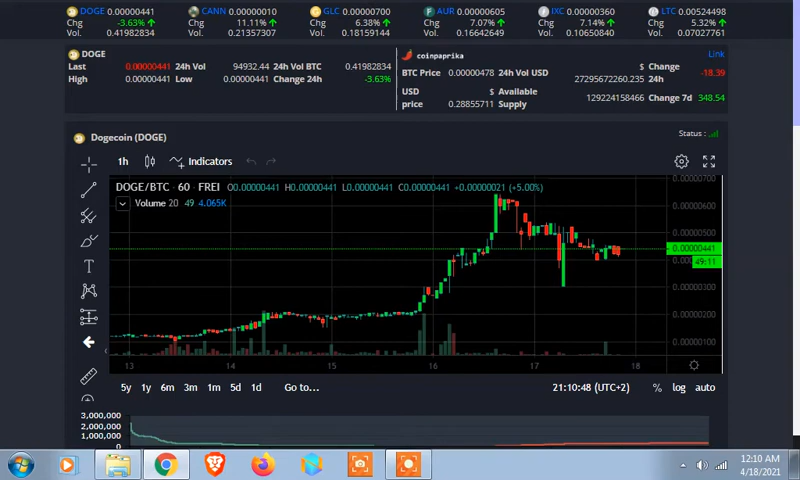 DOGE 0.00000441 CANN 0.00000010 GLC 0.00000700 AUR 0.00000605 IXC 0.00000360 LTC 0.00524498
Chg -3.63% Chg 11.11% Chg 6.38% Chg 7.07% Chg 7.14% Chg 5.32%
Vol. 0.41982834 Vol. 0.21357307 Vol. 0.18159144 Vol. 0.16642649 Vol. 0.10650840 Vol. 0.07027761
DOGE
Last 0.00000441 24h Vol 94932.44 24h Vol BTC 0.41982834
High 0.00000441 Low 0.00000441 Change 24h -3.63%
coinpaprika Link
BTC Price 0.00000478 24h Vol USD $ 27295672260.235 Change 24h -18.39
USD price $ 0.28855711 Available Supply 129224158466 Change 7d 348.54
Dogecoin (DOGE) Status :
1h Indicators
DOGE/BTC · 60 · FREI O0.00000441 H0.00000441 L0.00000441 C0.00000441 +0.00000021 (+5.00%)
Volume 20 49 4.065K
0.00000700
0.00000600
0.00000441
49:11
0.00000300
0.00000200
0.00000100
13 14 15 16 17 18
5y 1y 6m 3m 1m 5d 1d Go to... 21:10:48 (UTC+2) % log auto
3,000,000
2,000,000
1,000,000
0
12:10 AM
4/18/2021